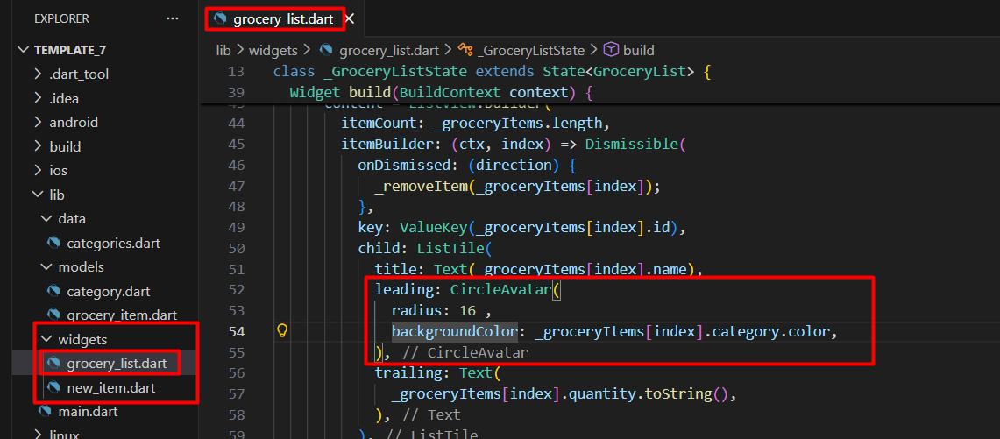 EXPLORER
···
TEMPLATE_7
.dart_tool
.idea
android
build
ios
lib
data
categories.dart
models
category.dart
grocery_item.dart
widgets
grocery_list.dart
new_item.dart
main.dart
linux
grocery_list.dart
lib > widgets > grocery_list.dart > _GroceryListState > build
13 class _GroceryListState extends State<GroceryList> {
39 Widget build(BuildContext context) {
43 content = ListView.builder(
44 itemCount: _groceryItems.length,
45 itemBuilder: (ctx, index) => Dismissible(
46 onDismissed: (direction) {
47 _removeItem(_groceryItems[index]);
48 },
49 key: ValueKey(_groceryItems[index].id),
50 child: ListTile(
51 title: Text(_groceryItems[index].name),
52 leading: CircleAvatar(
53 radius: 16 ,
54 backgroundColor: _groceryItems[index].category.color,
55 ), // CircleAvatar
56 trailing: Text(
57 _groceryItems[index].quantity.toString(),
58 ), // Text
59 ), // ListTile